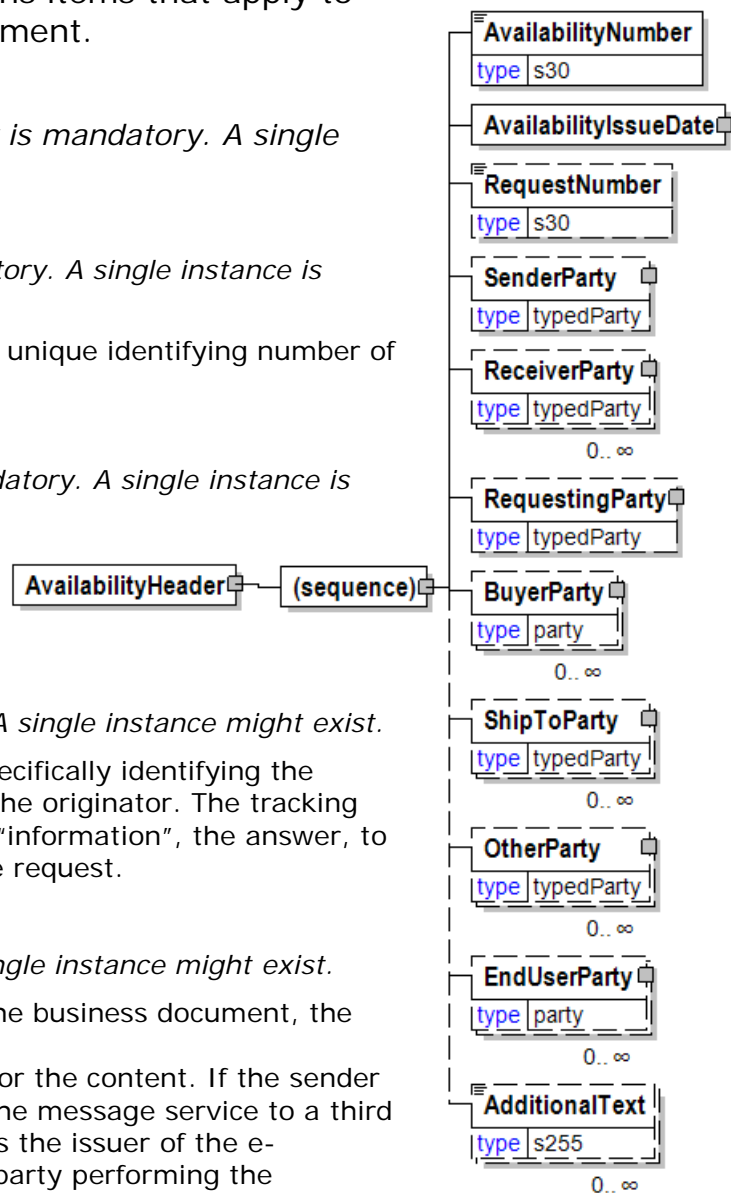 ns items that apply to
ment.
is mandatory. A single
tory. A single instance is
unique identifying number of
datory. A single instance is
A single instance might exist.
ecifically identifying the
he originator. The tracking
"information", the answer, to
e request.
ngle instance might exist.
he business document, the
or the content. If the sender
he message service to a third
s the issuer of the e-
party performing the
AvailabilityHeader
(sequence)
AvailabilityNumber
type s30
AvailabilityIssueDate
RequestNumber
type s30
SenderParty
type typedParty
ReceiverParty
type typedParty
0.. ∞
RequestingParty
type typedParty
BuyerParty
type party
0.. ∞
ShipToParty
type typedParty
0.. ∞
OtherParty
type typedParty
0.. ∞
EndUserParty
type party
0.. ∞
AdditionalText
type s255
0.. ∞